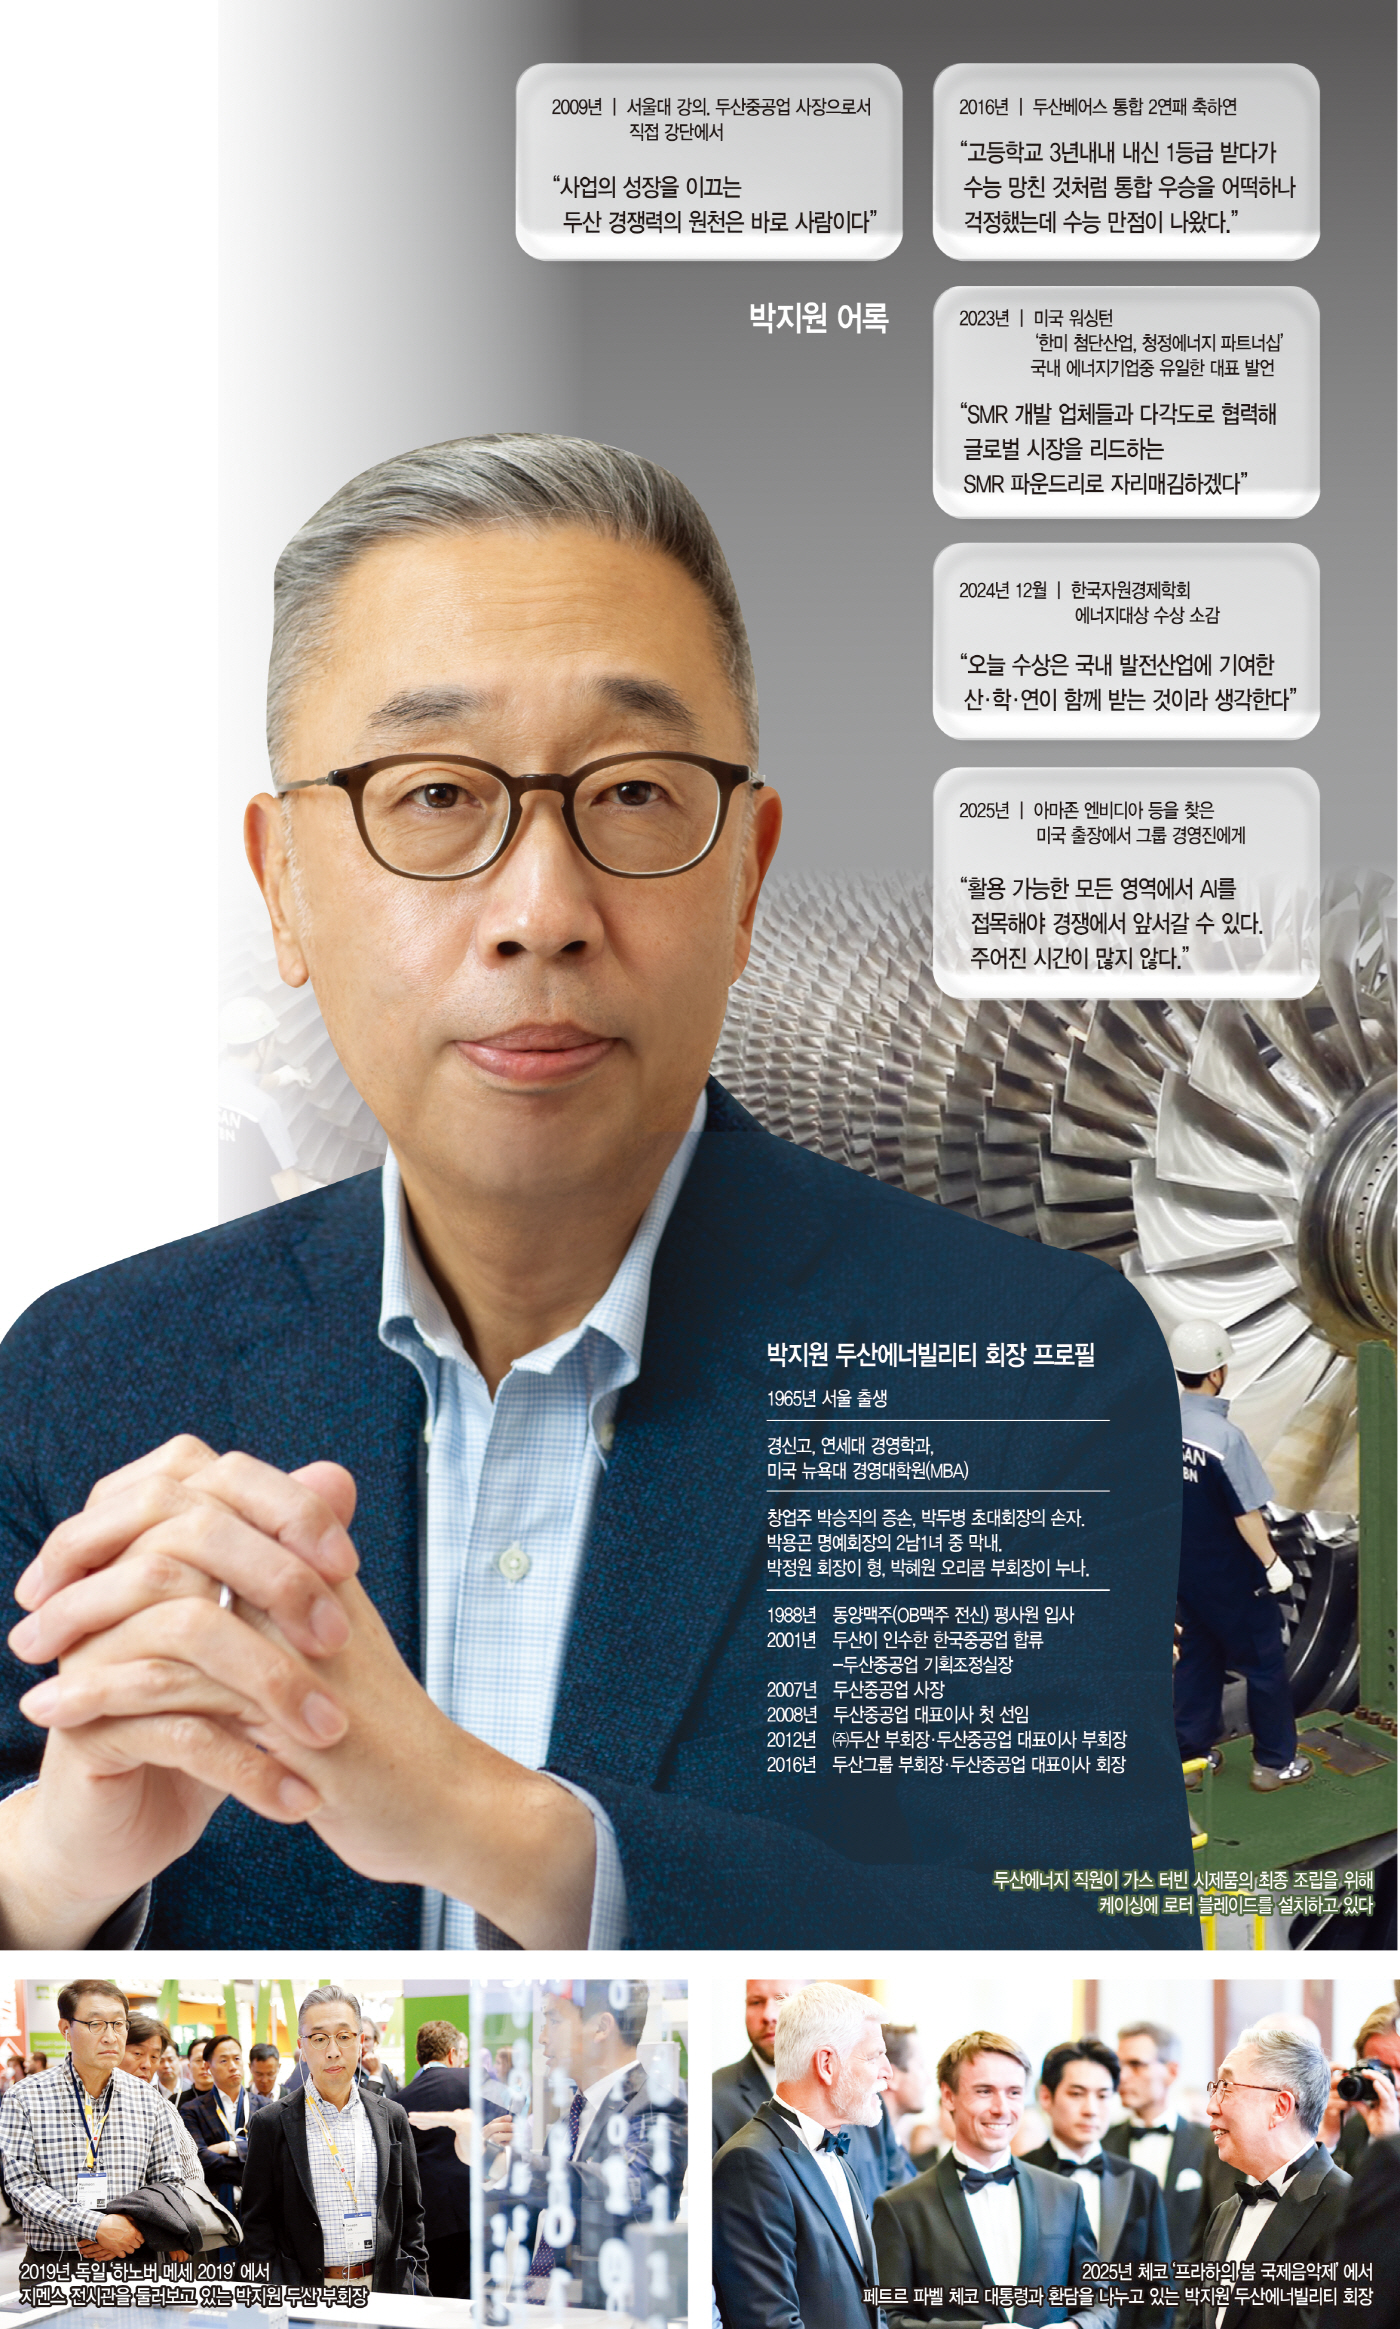 2009년 | 서울대 강의. 두산중공업 사장으로서
직접 강단에서
“사업의 성장을 이끄는
두산 경쟁력의 원천은 바로 사람이다”
2016년 | 두산베어스 통합 2연패 축하연
“고등학교 3년내내 내신 1등급 받다가
수능 망친 것처럼 통합 우승을 어떡하나
걱정했는데 수능 만점이 나왔다.”
박지원 어록
2023년 | 미국 워싱턴
‘한미 첨단산업, 청정에너지 파트너십’
국내 에너지기업중 유일한 대표 발언
“SMR 개발 업체들과 다각도로 협력해
글로벌 시장을 리드하는
SMR 파운드리로 자리매김하겠다”
2024년 12월 | 한국자원경제학회
에너지대상 수상 소감
“오늘 수상은 국내 발전산업에 기여한
산·학·연이 함께 받는 것이라 생각한다”
2025년 | 아마존 엔비디아 등을 찾은
미국 출장에서 그룹 경영진에게
“활용 가능한 모든 영역에서 AI를
접목해야 경쟁에서 앞서갈 수 있다.
주어진 시간이 많지 않다.”
박지원 두산에너빌리티 회장 프로필
1965년 서울 출생
경신고, 연세대 경영학과,
미국 뉴욕대 경영대학원(MBA)
창업주 박승직의 증손, 박두병 초대회장의 손자.
박용곤 명예회장의 2남1녀 중 막내.
박정원 회장이 형, 박혜원 오리콤 부회장이 누나.
1988년 동양맥주(OB맥주 전신) 평사원 입사
2001년 두산이 인수한 한국중공업 합류
–두산중공업 기획조정실장
2007년 두산중공업 사장
2008년 두산중공업 대표이사 첫 선임
2012년 ㈜두산 부회장·두산중공업 대표이사 부회장
2016년 두산그룹 부회장·두산중공업 대표이사 회장
두산에너지 직원이 가스 터빈 시제품의 최종 조립을 위해
케이싱에 로터 블레이드를 설치하고 있다
2019년 독일 ‘하노버 메세 2019’ 에서
지멘스 전시관을 둘러보고 있는 박지원 두산 부회장
2025년 체코 ‘프라하의 봄 국제음악제’ 에서
페트르 파벨 체코 대통령과 환담을 나누고 있는 박지원 두산에너빌리티 회장